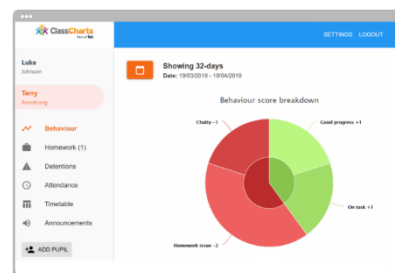 ClassCharts
SETTINGS LOGOUT
Luke
Johnson
Terry
Armstrong
Behaviour
Homework (1)
Detentions
Attendance
Timetable
Announcements
ADD PUPIL
Showing 32-days
Date: 19/03/2019 - 19/04/2019
Behaviour score breakdown
Chatty -1
Good progress +1
On task +1
Homework issue -2